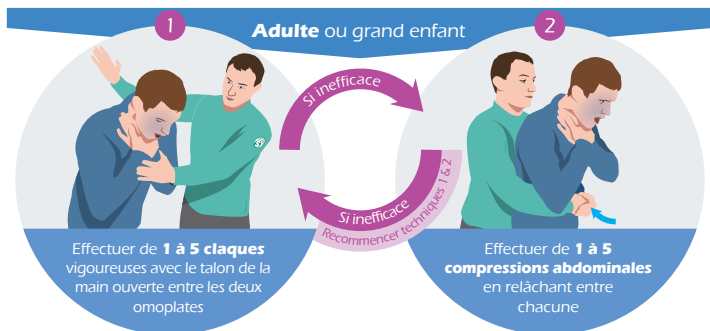 Adulte ou grand enfant
1
Si inefficace
2
Si inefficace
Recommencer techniques 1 & 2
Effectuer de 1 à 5 claques
vigoureuses avec le talon de la
main ouverte entre les deux
omoplates
Effectuer de 1 à 5
compressions abdominales
en relâchant entre
chacune